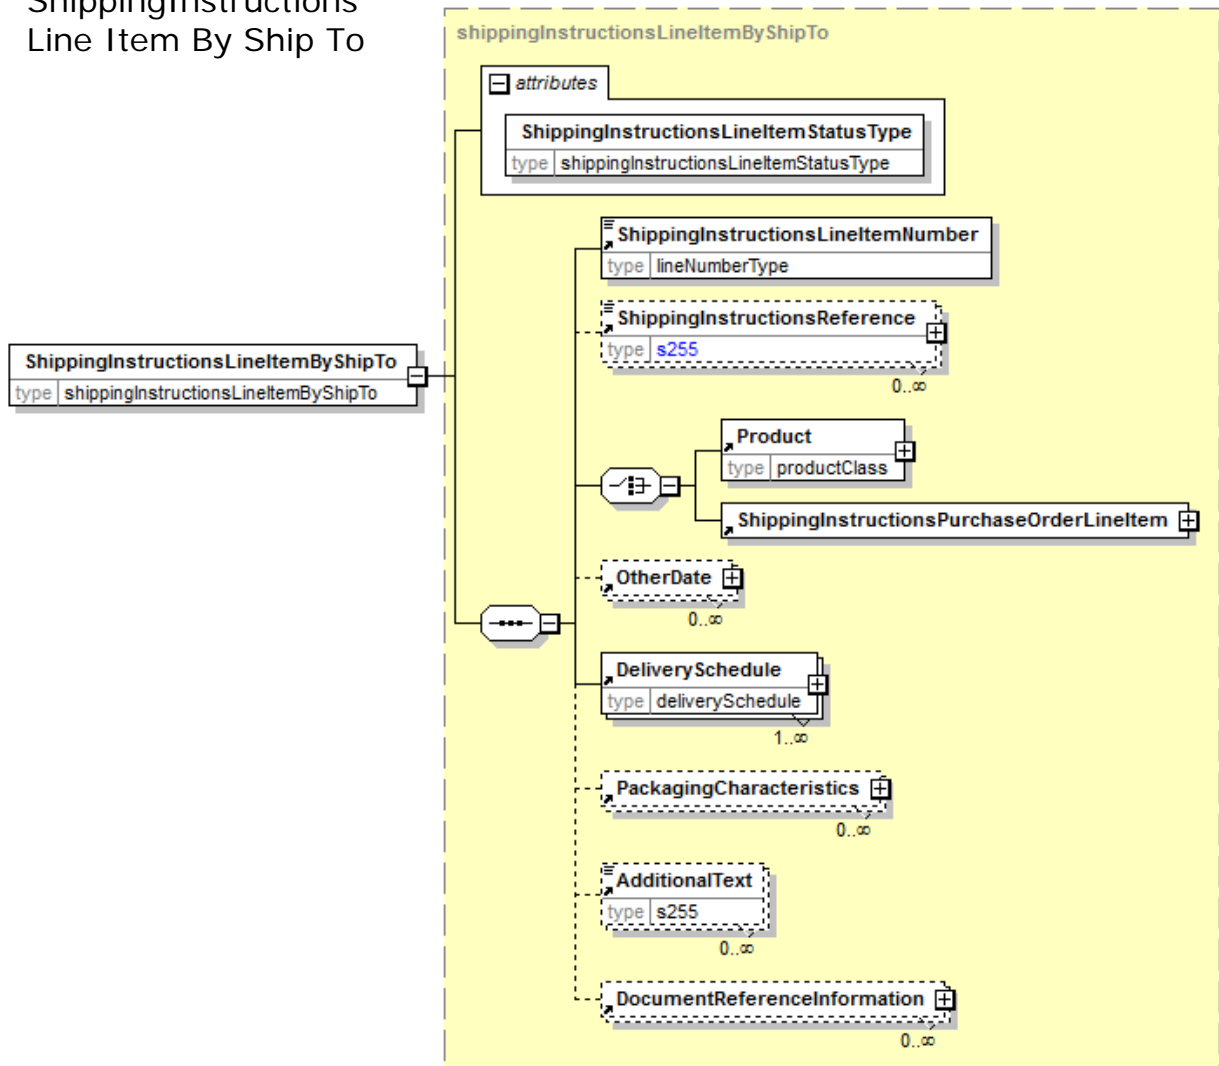 ShippingInstructions
Line Item By Ship To
shippingInstructionsLineItemByShipTo
attributes
ShippingInstructionsLineItemStatusType
type shippingInstructionsLineItemStatusType
ShippingInstructionsLineItemNumber
type lineNumberType
ShippingInstructionsReference
type s255
0..∞
ShippingInstructionsLineItemByShipTo
type shippingInstructionsLineItemByShipTo
Product
type productClass
ShippingInstructionsPurchaseOrderLineItem
OtherDate
0..∞
DeliverySchedule
type deliverySchedule
1..∞
PackagingCharacteristics
0..∞
AdditionalText
type s255
0..∞
DocumentReferenceInformation
0..∞